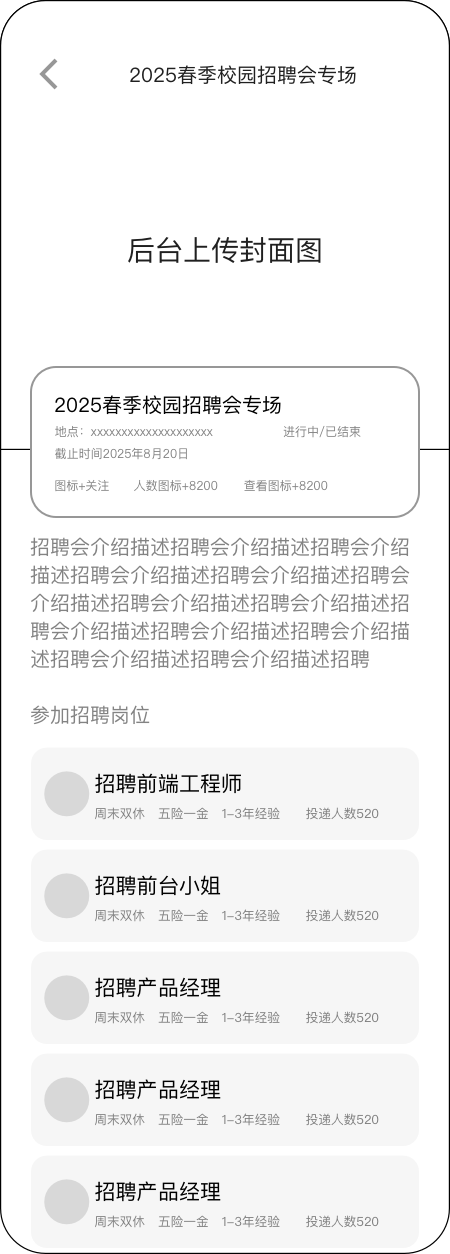 2025春季校园招聘会专场
后台上传封面图
2025春季校园招聘会专场
地点：xxxxxxxxxxxxxxxxxxxx 进行中/已结束
截止时间2025年8月20日
图标+关注 人数图标+8200 查看图标+8200
招聘会介绍描述招聘会介绍描述招聘会介绍
描述招聘会介绍描述招聘会介绍描述招聘会
介绍描述招聘会介绍描述招聘会介绍描述招
聘会介绍描述招聘会介绍描述招聘会介绍描
述招聘会介绍描述招聘会介绍描述招聘
参加招聘岗位
招聘前端工程师
周末双休 五险一金 1-3年经验 投递人数520
招聘前台小姐
周末双休 五险一金 1-3年经验 投递人数520
招聘产品经理
周末双休 五险一金 1-3年经验 投递人数520
招聘产品经理
周末双休 五险一金 1-3年经验 投递人数520
招聘产品经理
周末双休 五险一金 1-3年经验 投递人数520